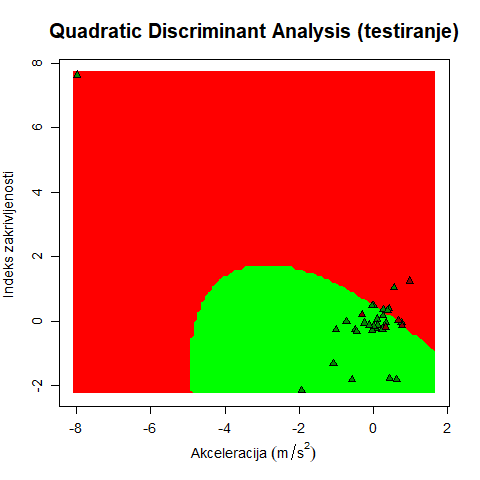 Quadratic Discriminant Analysis (testiranje)
Indeks zakrivljenosti
8
6
4
2
0
-2
-8 -6 -4 -2 0 2
Akceleracija (m/s²)